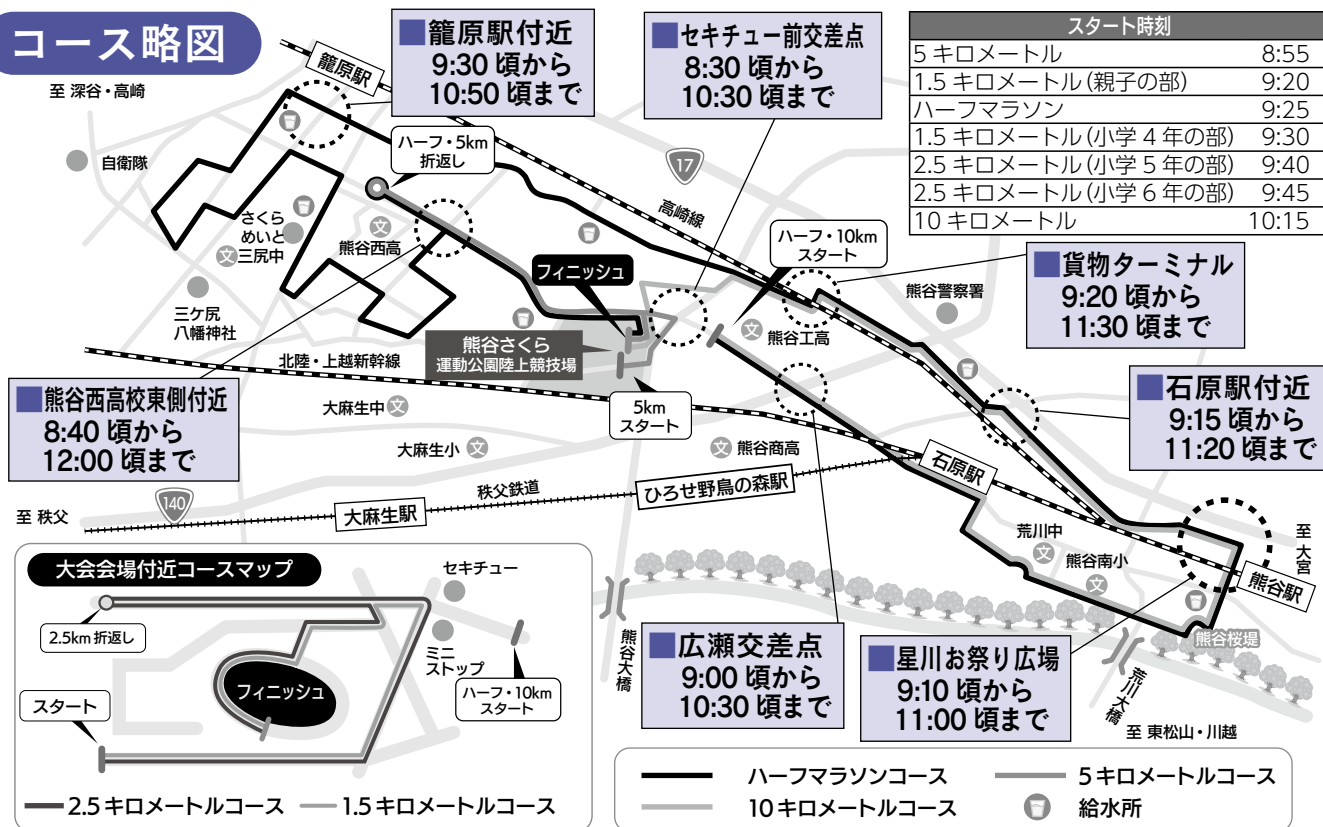 コース略図
籠原駅付近
9:30 頃から
10:50 頃まで
セキチュー前交差点
8:30 頃から
10:30 頃まで
スタート時刻
5 キロメートル 8:55
1.5 キロメートル (親子の部) 9:20
ハーフマラソン 9:25
1.5 キロメートル (小学 4 年の部) 9:30
2.5 キロメートル (小学 5 年の部) 9:40
2.5 キロメートル (小学 6 年の部) 9:45
10 キロメートル 10:15
至 深谷・高崎
籠原駅
自衛隊
ハーフ・5km
折返し
17
高崎線
さくら
めいと
文
三尻中
文
熊谷西高
ハーフ・10km
スタート
フィニッシュ
貨物ターミナル
9:20 頃から
11:30 頃まで
熊谷警察署
三ケ尻
八幡神社
文
熊谷工高
熊谷さくら
運動公園陸上競技場
北陸・上越新幹線
熊谷西高校東側付近
8:40 頃から
12:00 頃まで
大麻生中
文
5km
スタート
石原駅付近
9:15 頃から
11:20 頃まで
大麻生小
文
文
熊谷商高
石原駅
140
至 秩父
大麻生駅
秩父鉄道
ひろせ野鳥の森駅
荒川中
文
熊谷南小
文
至 大宮
熊谷駅
熊谷桜堤
熊谷大橋
荒川大橋
至 東松山・川越
広瀬交差点
9:00 頃から
10:30 頃まで
星川お祭り広場
9:10 頃から
11:00 頃まで
大会会場付近コースマップ
セキチュー
2.5km 折返し
ミニ
ストップ
フィニッシュ
スタート
ハーフ・10km
スタート
2.5 キロメートルコース
1.5 キロメートルコース
ハーフマラソンコース
5 キロメートルコース
10 キロメートルコース
給水所